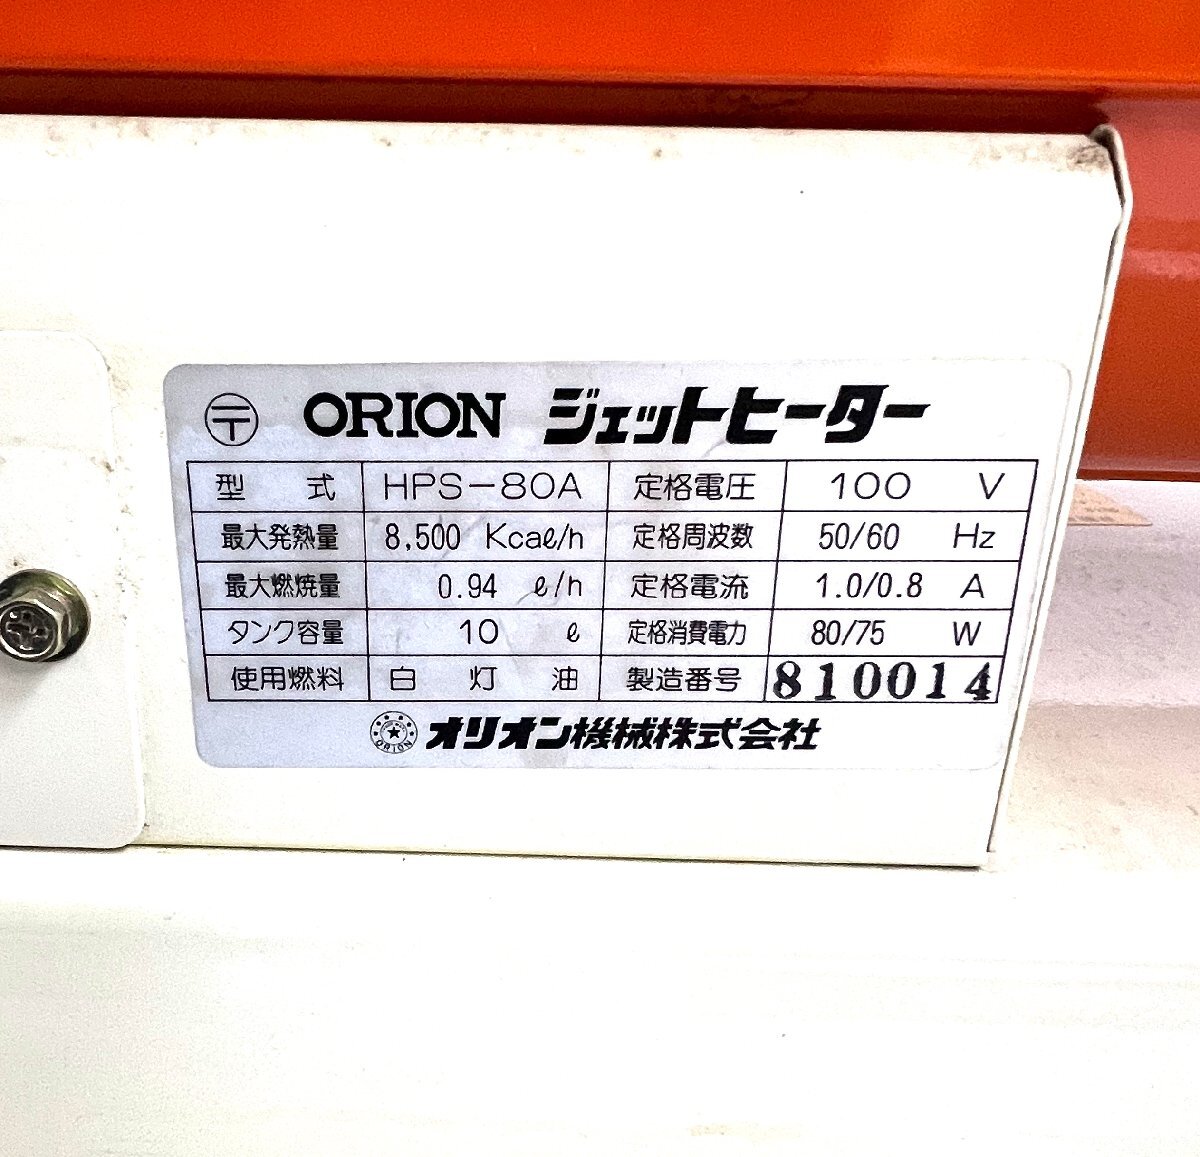 〒 ORION ジェットヒーター
型 式 HPS-80A 定格電圧 100 V
最大発熱量 8,500 Kcaℓ/h 定格周波数 50/60 Hz
最大燃焼量 0.94 ℓ/h 定格電流 1.0/0.8 A
タンク容量 10 ℓ 定格消費電力 80/75 W
使用燃料 白 灯 油 製造番号 810014
ORION オリオン機械株式会社